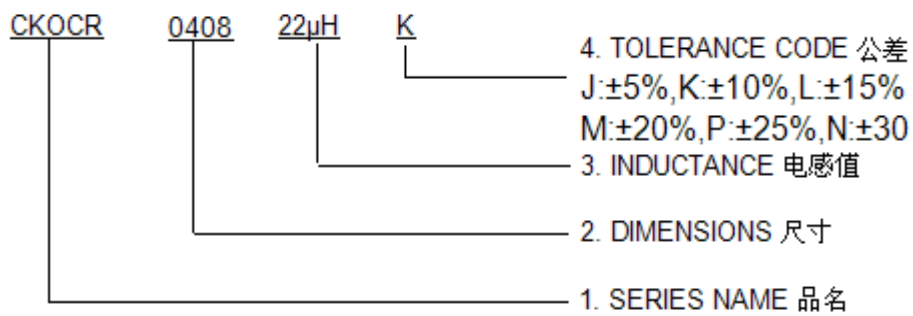 CKOCR 0408 22µH K
4. TOLERANCE CODE 公差
J:±5%,K:±10%,L:±15%
M:±20%,P:±25%,N:±30
3. INDUCTANCE 电感值
2. DIMENSIONS 尺寸
1. SERIES NAME 品名